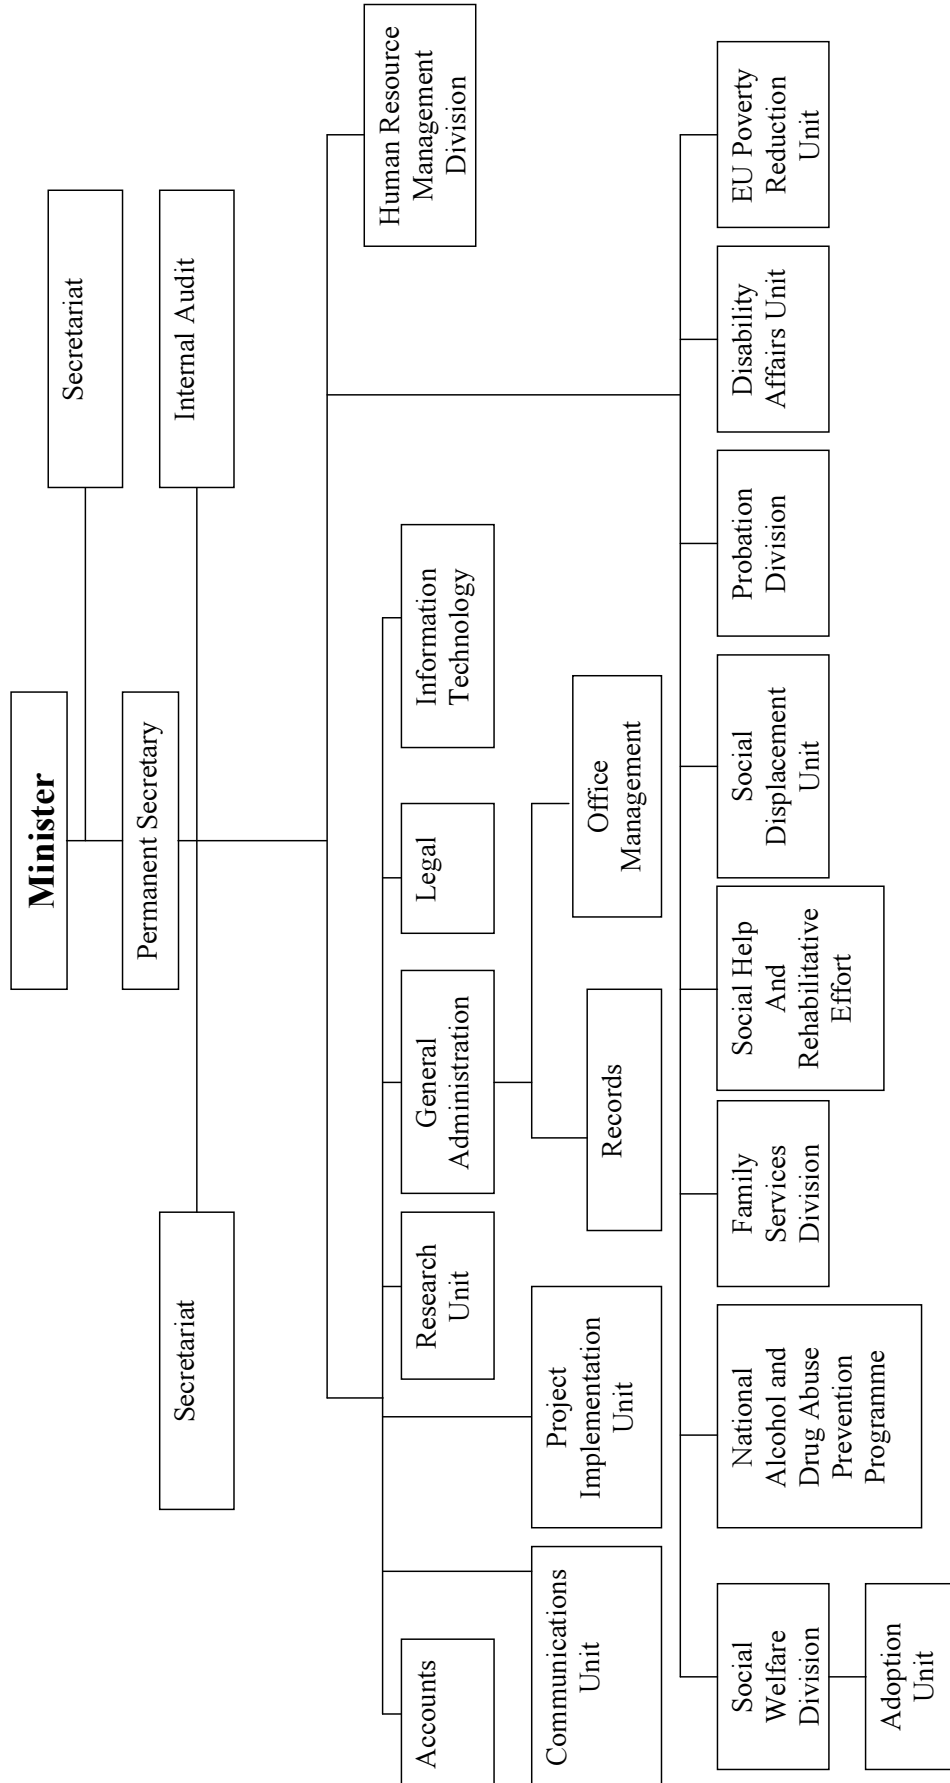 Minister
Secretariat
Permanent Secretary
Secretariat
Internal Audit
Human Resource
Management
Division
Accounts
Research
Unit
General
Administration
Legal
Information
Technology
Communications
Unit
Project
Implementation
Unit
Records
Office
Management
Social
Welfare
Division
National
Alcohol and
Drug Abuse
Prevention
Programme
Family
Services
Division
Social Help
And
Rehabilitative
Effort
Social
Displacement
Unit
Probation
Division
Disability
Affairs Unit
EU Poverty
Reduction
Unit
Adoption
Unit